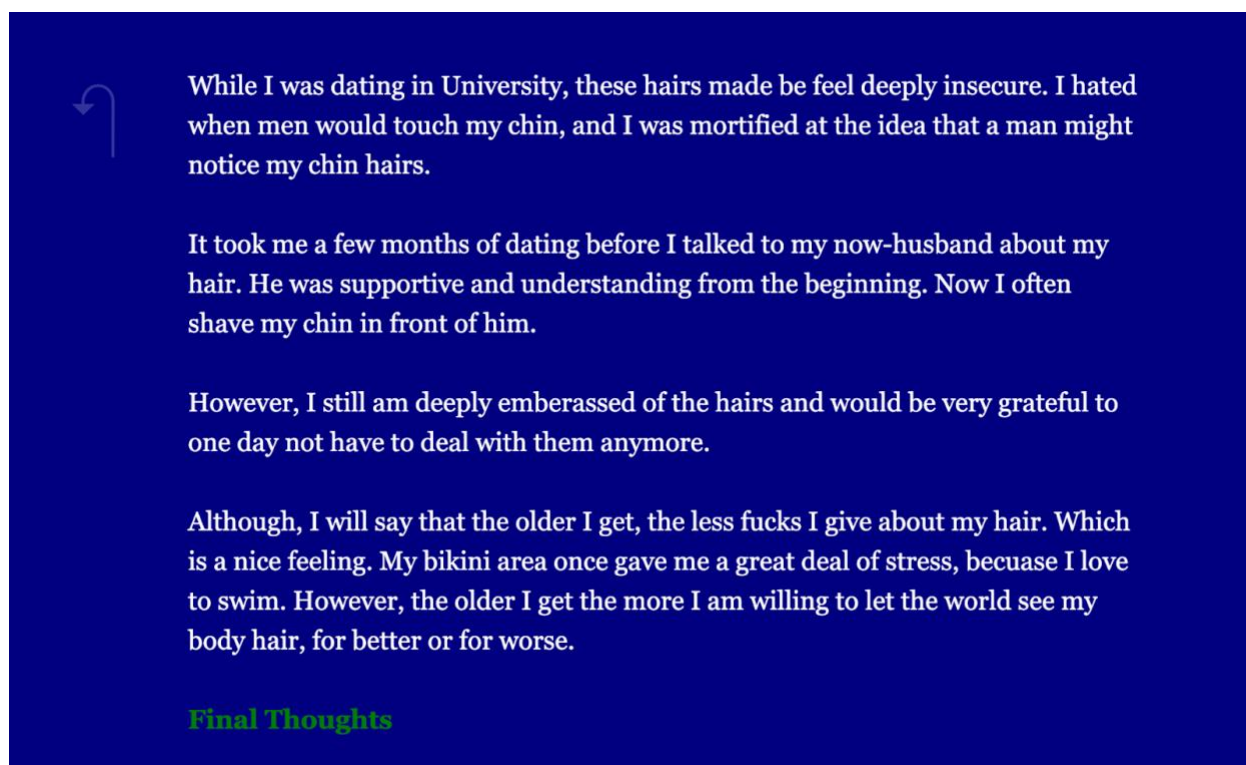 While I was dating in University, these hairs made be feel deeply insecure. I hated
when men would touch my chin, and I was mortified at the idea that a man might
notice my chin hairs.
It took me a few months of dating before I talked to my now-husband about my
hair. He was supportive and understanding from the beginning. Now I often
shave my chin in front of him.
However, I still am deeply emberassed of the hairs and would be very grateful to
one day not have to deal with them anymore.
Although, I will say that the older I get, the less fucks I give about my hair. Which
is a nice feeling. My bikini area once gave me a great deal of stress, becuase I love
to swim. However, the older I get the more I am willing to let the world see my
body hair, for better or for worse.
Final Thoughts